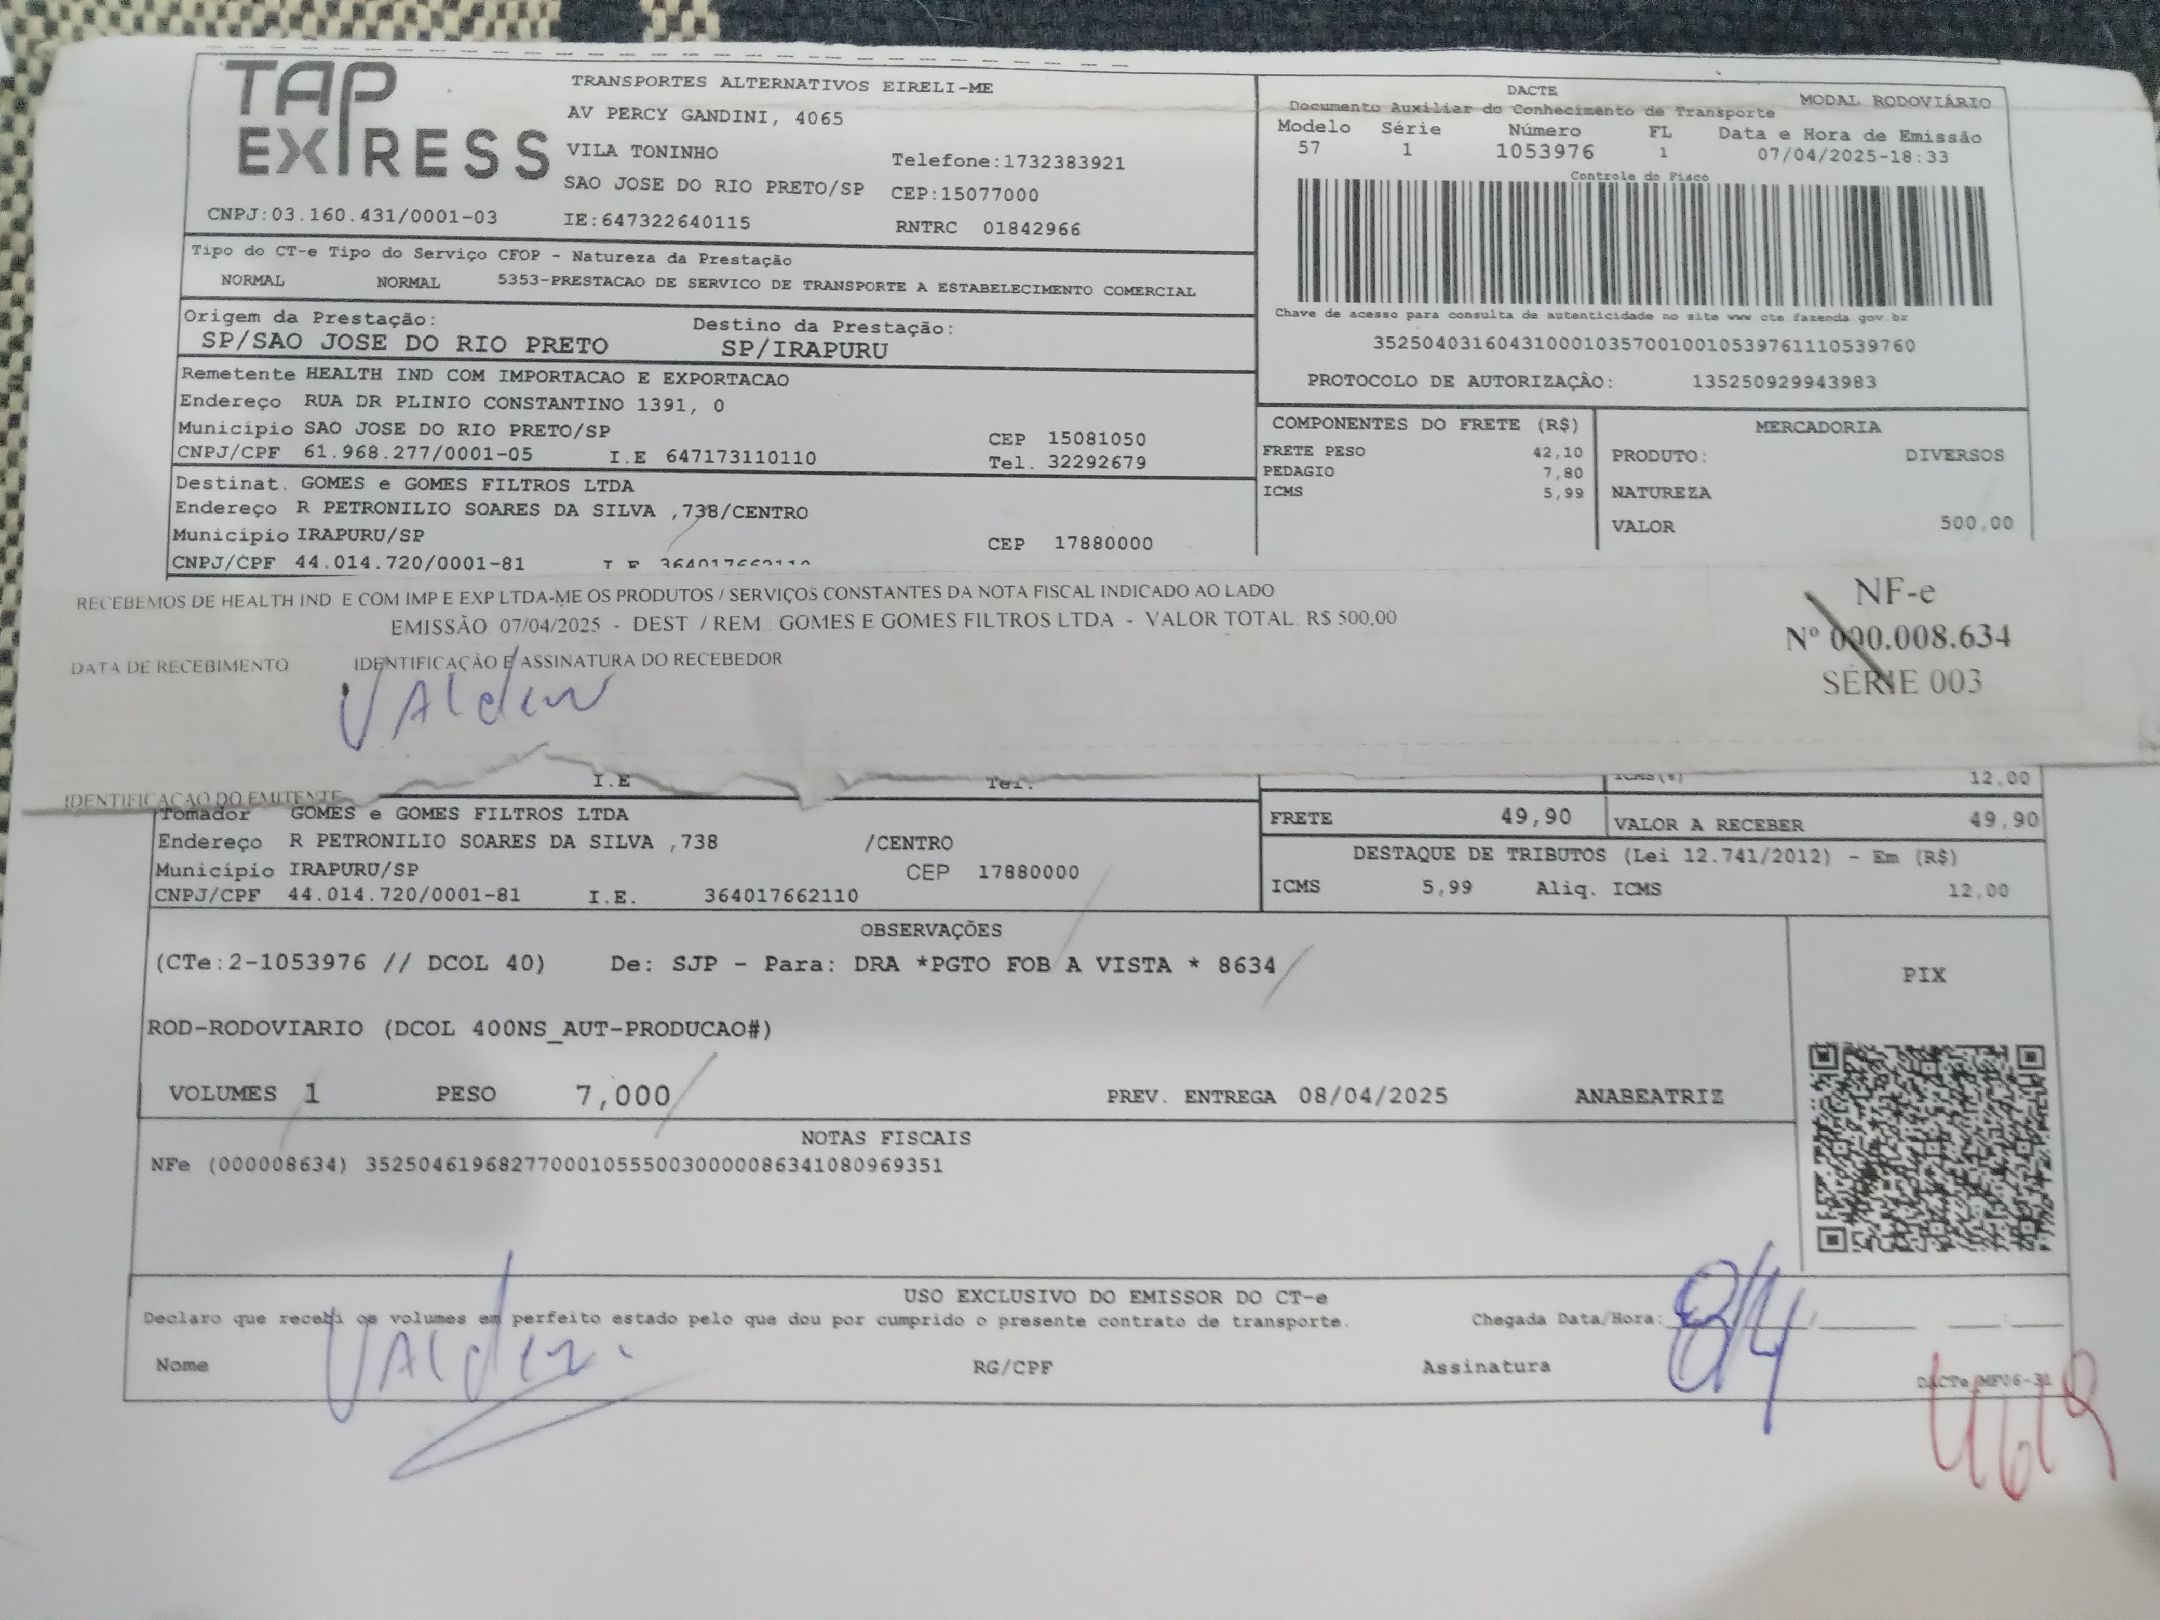 TAP EXPRESS
TRANSPORTES ALTERNATIVOS EIRELI-ME
AV PERCY GANDINI, 4065
VILA TONINHO Telefone:1732383921
SAO JOSE DO RIO PRETO/SP CEP:15077000
CNPJ:03.160.431/0001-03 IE:647322640115 RNTRC 01842966
DACTE MODAL RODOVIÁRIO
Documento Auxiliar do Conhecimento de Transporte
Modelo Série Número FL Data e Hora de Emissão
57 1 1053976 1 07/04/2025-18:33
Controle do Fisco
Chave de acesso para consulta de autenticidade no site www.cte.fazenda.gov.br
35250403160431000103570010010539761110539760
PROTOCOLO DE AUTORIZAÇÃO: 135250929943983
Tipo do CT-e Tipo do Serviço CFOP - Natureza da Prestação
NORMAL NORMAL 5353-PRESTACAO DE SERVICO DE TRANSPORTE A ESTABELECIMENTO COMERCIAL
Origem da Prestação: Destino da Prestação:
SP/SAO JOSE DO RIO PRETO SP/IRAPURU
Remetente HEALTH IND COM IMPORTACAO E EXPORTACAO
Endereço RUA DR PLINIO CONSTANTINO 1391, 0
Município SAO JOSE DO RIO PRETO/SP CEP 15081050
CNPJ/CPF 61.968.277/0001-05 I.E 647173110110 Tel. 32292679
Destinat. GOMES e GOMES FILTROS LTDA
Endereço R PETRONILIO SOARES DA SILVA ,738/CENTRO
Município IRAPURU/SP CEP 17880000
CNPJ/CPF 44.014.720/0001-81 I E 364017662110
COMPONENTES DO FRETE (R$)
FRETE PESO 42,10
PEDAGIO 7,80
ICMS 5,99
MERCADORIA
PRODUTO: DIVERSOS
NATUREZA
VALOR 500,00
RECEBEMOS DE HEALTH IND E COM IMP E EXP LTDA-ME OS PRODUTOS / SERVIÇOS CONSTANTES DA NOTA FISCAL INDICADO AO LADO
EMISSÃO 07/04/2025 - DEST / REM : GOMES E GOMES FILTROS LTDA - VALOR TOTAL: R$ 500,00
DATA DE RECEBIMENTO IDENTIFICAÇÃO E ASSINATURA DO RECEBEDOR
NF-e
Nº 000.008.634
SÉRIE 003
IDENTIFICAÇÃO DO EMITENTE
I.E Tel.
ICMS(%) 12,00
Tomador GOMES e GOMES FILTROS LTDA
Endereço R PETRONILIO SOARES DA SILVA ,738 /CENTRO
Município IRAPURU/SP CEP 17880000
CNPJ/CPF 44.014.720/0001-81 I.E. 364017662110
FRETE 49,90 VALOR A RECEBER 49,90
DESTAQUE DE TRIBUTOS (Lei 12.741/2012) - Em (R$)
ICMS 5,99 Aliq. ICMS 12,00
OBSERVAÇÕES
(CTe:2-1053976 // DCOL 40) De: SJP - Para: DRA *PGTO FOB A VISTA * 8634
ROD-RODOVIARIO (DCOL 400NS_AUT-PRODUCAO#)
PIX
VOLUMES 1 PESO 7,000 PREV. ENTREGA 08/04/2025 ANABEATRIZ
NOTAS FISCAIS
NFe (000008634) 35250461968277000105550030000086341080969351
USO EXCLUSIVO DO EMISSOR DO CT-e
Declaro que recebi os volumes em perfeito estado pelo que dou por cumprido o presente contrato de transporte. Chegada Data/Hora: 8/4
Nome RG/CPF Assinatura